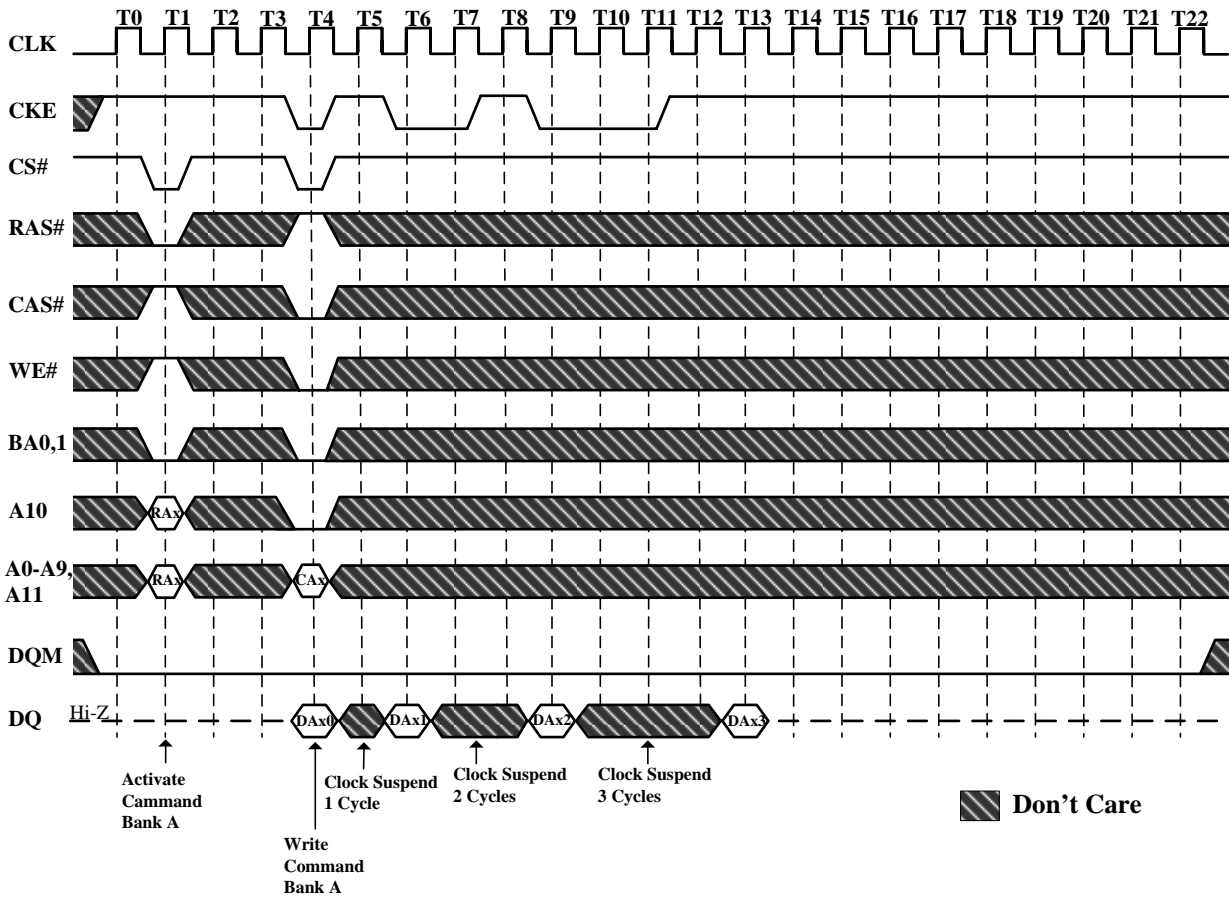 T0 T1 T2 T3 T4 T5 T6 T7 T8 T9 T10 T11 T12 T13 T14 T15 T16 T17 T18 T19 T20 T21 T22
CLK
CKE
CS#
RAS#
CAS#
WE#
BA0,1
A10
RAx
A0-A9,
A11
RAx CAx
DQM
DQ
Hi-Z
DAx0 DAx1 DAx2 DAx3
Activate
Cammand
Bank A
Write
Command
Bank A
Clock Suspend
1 Cycle
Clock Suspend
2 Cycles
Clock Suspend
3 Cycles
Don't Care